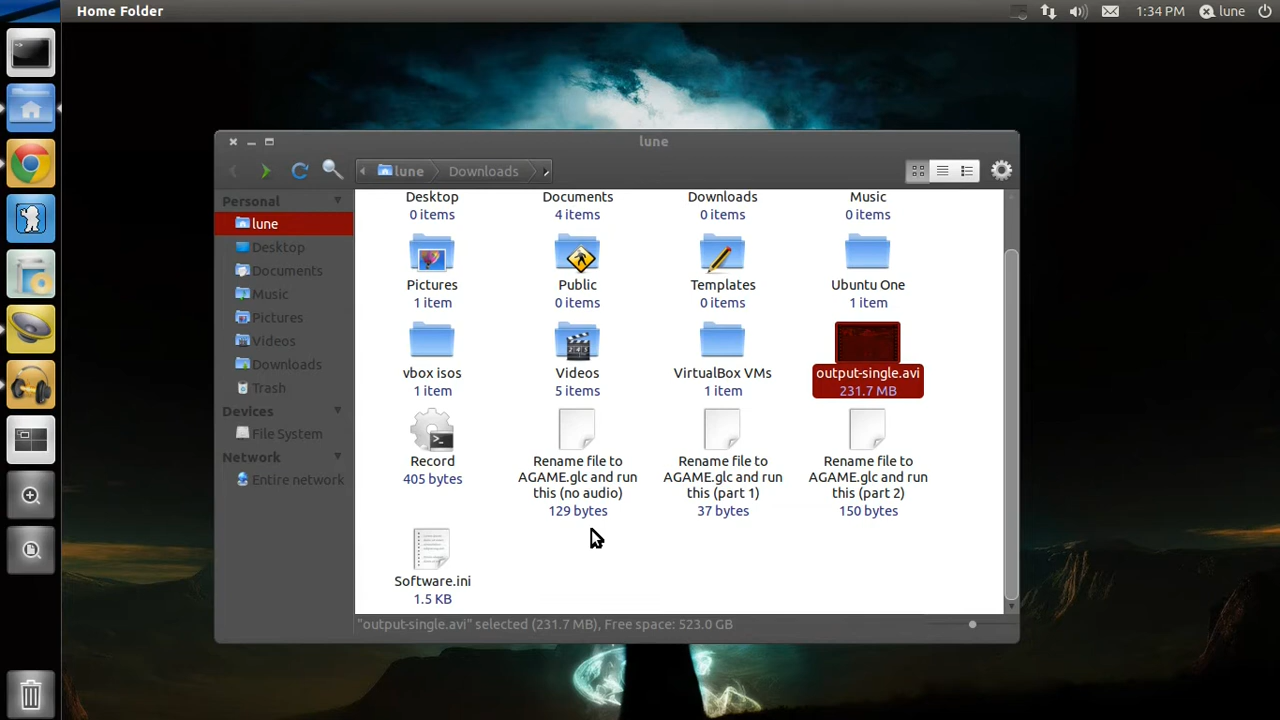 Home Folder
1:34 PM
lune
lune
lune
Downloads
Personal
lune
Desktop
Documents
Music
Pictures
Videos
Downloads
Trash
Devices
File System
Network
Entire network
Desktop
0 items
Documents
4 items
Downloads
0 items
Music
0 items
Pictures
1 item
Public
0 items
Templates
0 items
Ubuntu One
1 item
vbox isos
1 item
Videos
5 items
VirtualBox VMs
1 item
output-single.avi
231.7 MB
Record
405 bytes
Rename file to
AGAME.glc and run
this (no audio)
129 bytes
Rename file to
AGAME.glc and run
this (part 1)
37 bytes
Rename file to
AGAME.glc and run
this (part 2)
150 bytes
Software.ini
1.5 KB
"output-single.avi" selected (231.7 MB), Free space: 523.0 GB